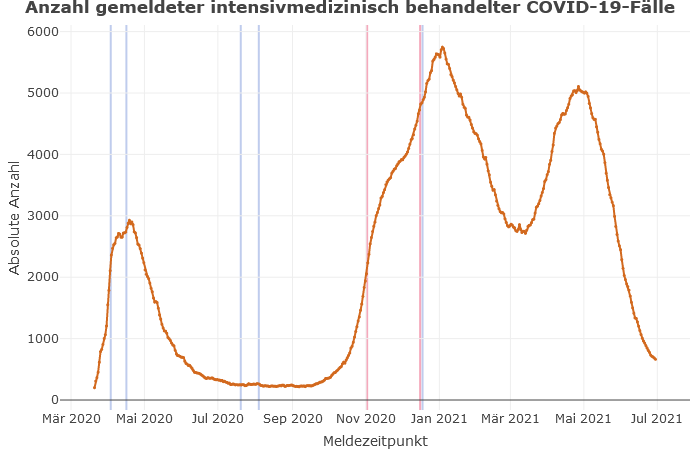 Anzahl gemeldeter intensivmedizinisch behandelter COVID-19-Fälle
6000
5000
4000
3000
2000
1000
0
Absolute Anzahl
Mär 2020 Mai 2020 Jul 2020 Sep 2020 Nov 2020 Jan 2021 Mär 2021 Mai 2021 Jul 2021
Meldezeitpunkt